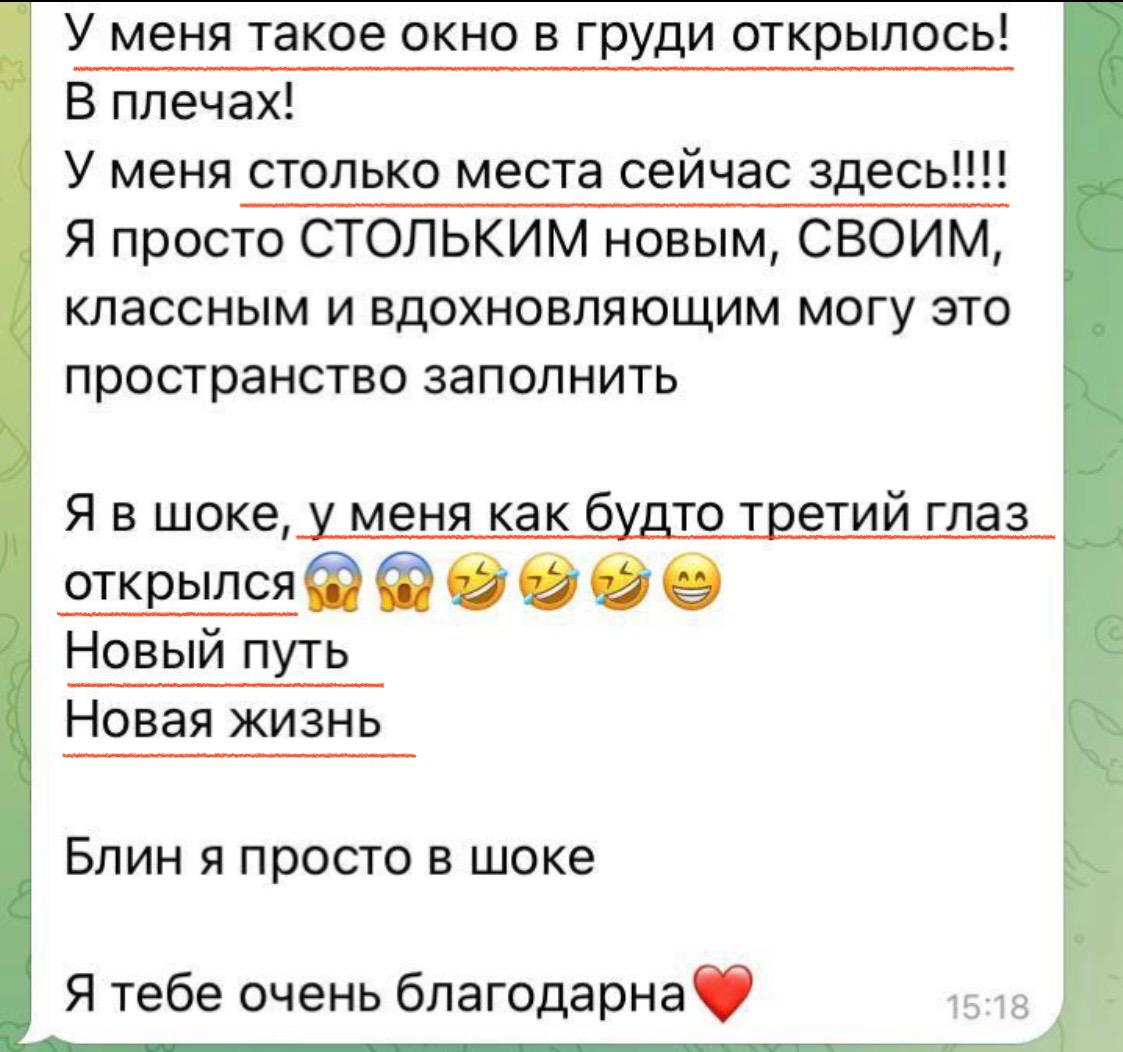 У меня такое окно в груди открылось!
В плечах!
У меня столько места сейчас здесь!!!!
Я просто СТОЛЬКИМ новым, СВОИМ,
классным и вдохновляющим могу это
пространство заполнить
Я в шоке, у меня как будто третий глаз
открылся😱😱🤣🤣🤣😁
Новый путь
Новая жизнь
Блин я просто в шоке
Я тебе очень благодарна❤️
15:18